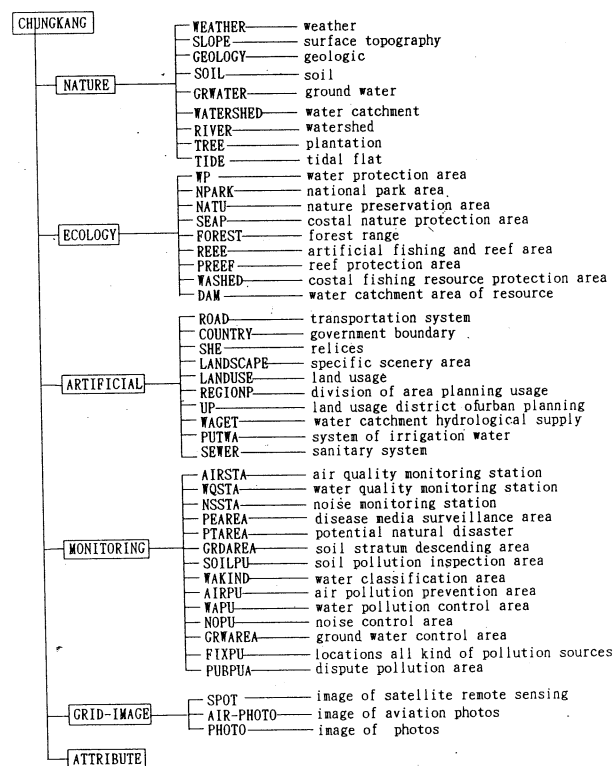 CHUNGKANG
WEATHER weather
SLOPE surface topography
GEOLOGY geologic
SOIL soil
NATURE
GRWATER ground water
WATERSHED water catchment
RIVER watershed
TREE plantation
TIDE tidal flat
WP water protection area
NPARK national park area
NATU nature preservation area
SEAP costal nature protection area
ECOLOGY
FOREST forest range
REEE artificial fishing and reef area
PREEF reef protection area
WASHED costal fishing resource protection area
DAM water catchment area of resource
ROAD transportation system
COUNTRY government boundary
SHE relices
LANDSCAPE specific scenery area
ARTIFICIAL
LANDUSE land usage
REGIONP division of area planning usage
UP land usage district ofurban planning
WAGET water catchment hydrological supply
PUTWA system of irrigation water
SEWER sanitary system
AIRSTA air quality monitoring station
WQSTA water quality monitoring station
NSSTA noise monitoring station
PEAREA disease media surveillance area
PTAREA potential natural disaster
MONITORING
GRDAREA soil stratum descending area
SOILPU soil pollution inspection area
WAKIND water classification area
AIRPU air pollution prevention area
WAPU water pollution control area
NOPU noise control area
GRWAREA ground water control area
FIXPU locations all kind of pollution sources
PUBPUA dispute pollution area
SPOT image of satellite remote sensing
GRID-IMAGE
AIR-PHOTO image of aviation photos
PHOTO image of photos
ATTRIBUTE